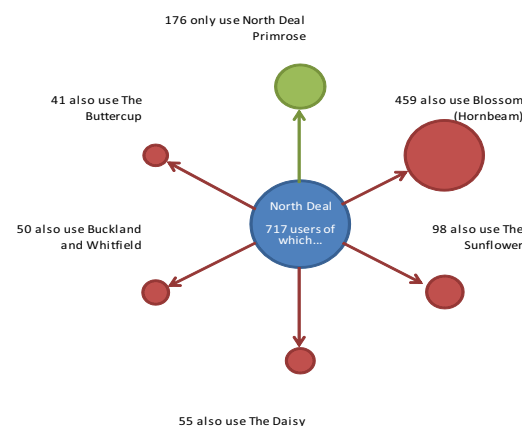 176 only use North Deal
Primrose
41 also use The
Buttercup
459 also use Blossom
(Hornbeam)
North Deal
717 users of
which...
50 also use Buckland
and Whitfield
98 also use The
Sunflower
55 also use The Daisy